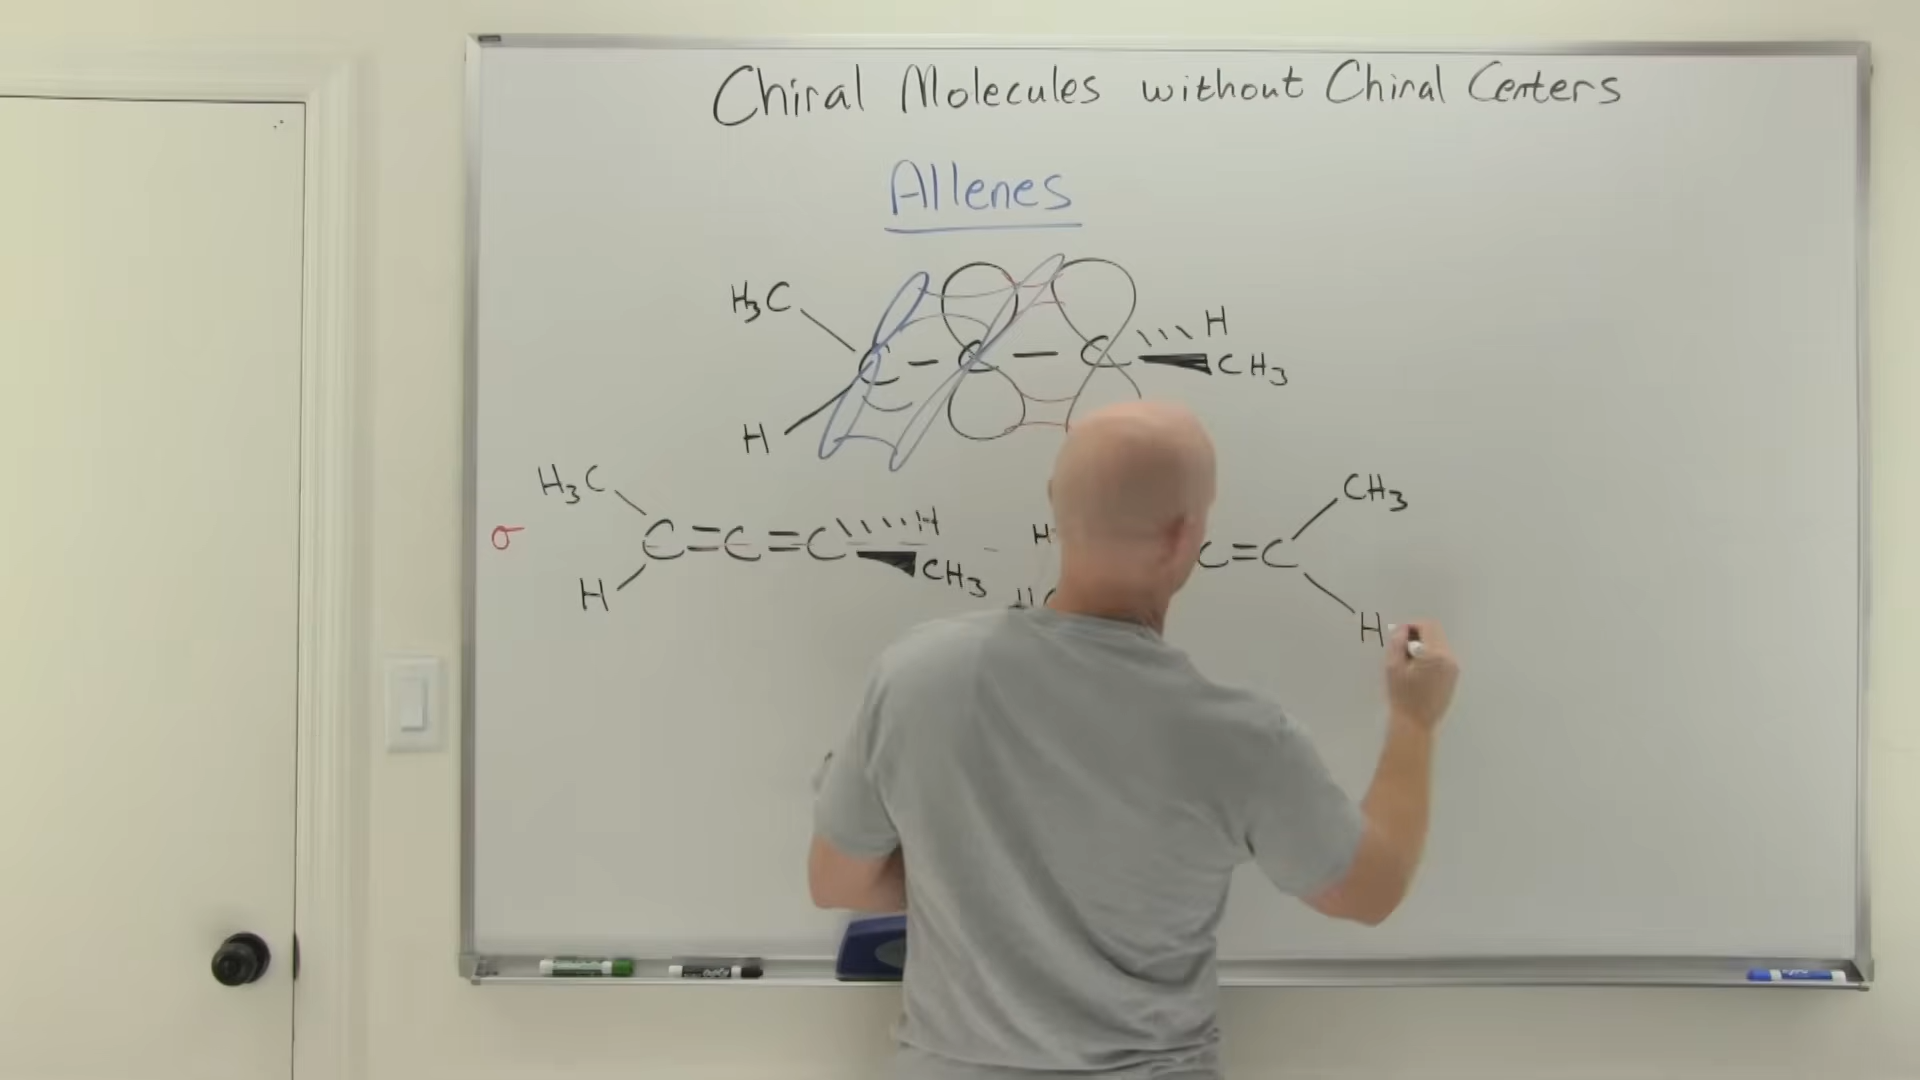 Chiral Molecules without Chiral Centers
Allenes
H₃C
C – C – C
H
CH₃
H
H₃C
σ
C=C=C
H
CH₃
H
H
C=C
CH₃
H